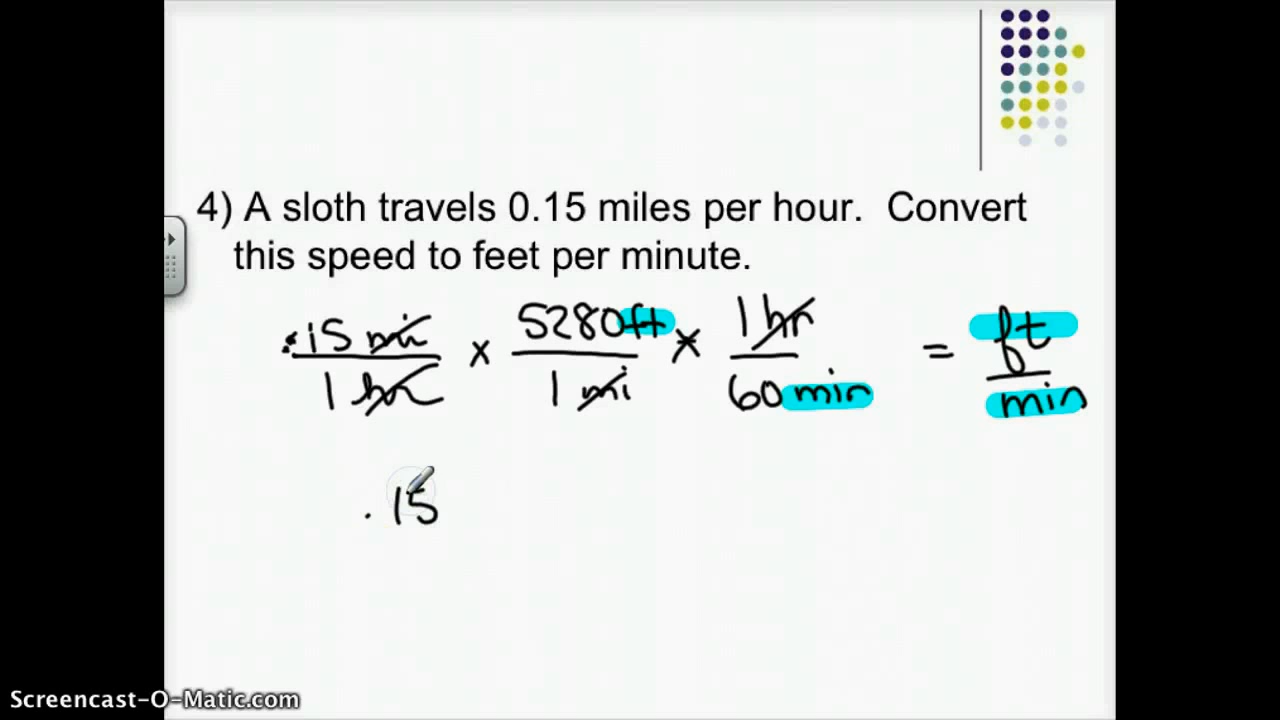 4) A sloth travels 0.15 miles per hour. Convert
this speed to feet per minute.
.15 mi / 1 hr x 5280 ft / 1 mi x 1 hr / 60 min = ft / min
.15
Screencast-O-Matic.com